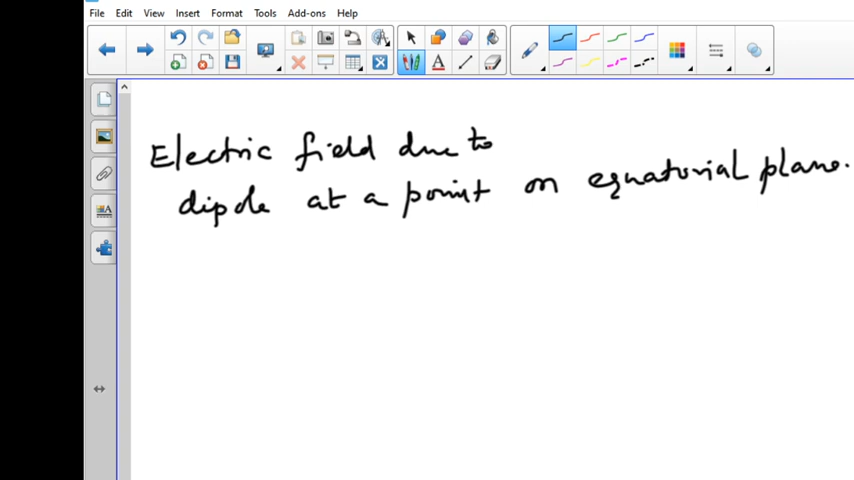 File Edit View Insert Format Tools Add-ons Help
Electric field due to
dipole at a point on equatorial plane.